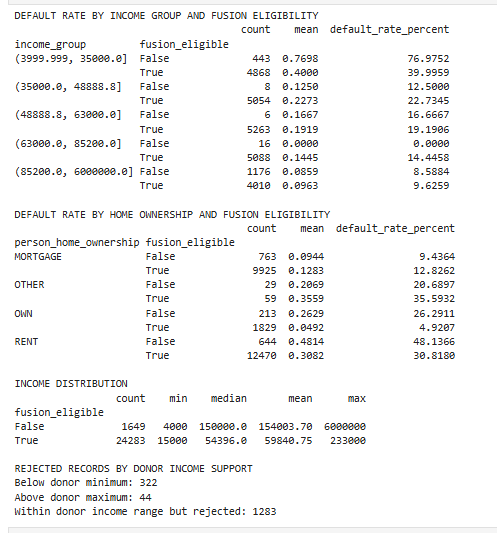 DEFAULT RATE BY INCOME GROUP AND FUSION ELIGIBILITY
count mean default_rate_percent
income_group fusion_eligible
(3999.999, 35000.0] False 443 0.7698 76.9752
True 4868 0.4000 39.9959
(35000.0, 48888.8] False 8 0.1250 12.5000
True 5054 0.2273 22.7345
(48888.8, 63000.0] False 6 0.1667 16.6667
True 5263 0.1919 19.1906
(63000.0, 85200.0] False 16 0.0000 0.0000
True 5088 0.1445 14.4458
(85200.0, 6000000.0] False 1176 0.0859 8.5884
True 4010 0.0963 9.6259
DEFAULT RATE BY HOME OWNERSHIP AND FUSION ELIGIBILITY
count mean default_rate_percent
person_home_ownership fusion_eligible
MORTGAGE False 763 0.0944 9.4364
True 9925 0.1283 12.8262
OTHER False 29 0.2069 20.6897
True 59 0.3559 35.5932
OWN False 213 0.2629 26.2911
True 1829 0.0492 4.9207
RENT False 644 0.4814 48.1366
True 12470 0.3082 30.8180
INCOME DISTRIBUTION
count min median mean max
fusion_eligible
False 1649 4000 150000.0 154003.70 6000000
True 24283 15000 54396.0 59840.75 233000
REJECTED RECORDS BY DONOR INCOME SUPPORT
Below donor minimum: 322
Above donor maximum: 44
Within donor income range but rejected: 1283